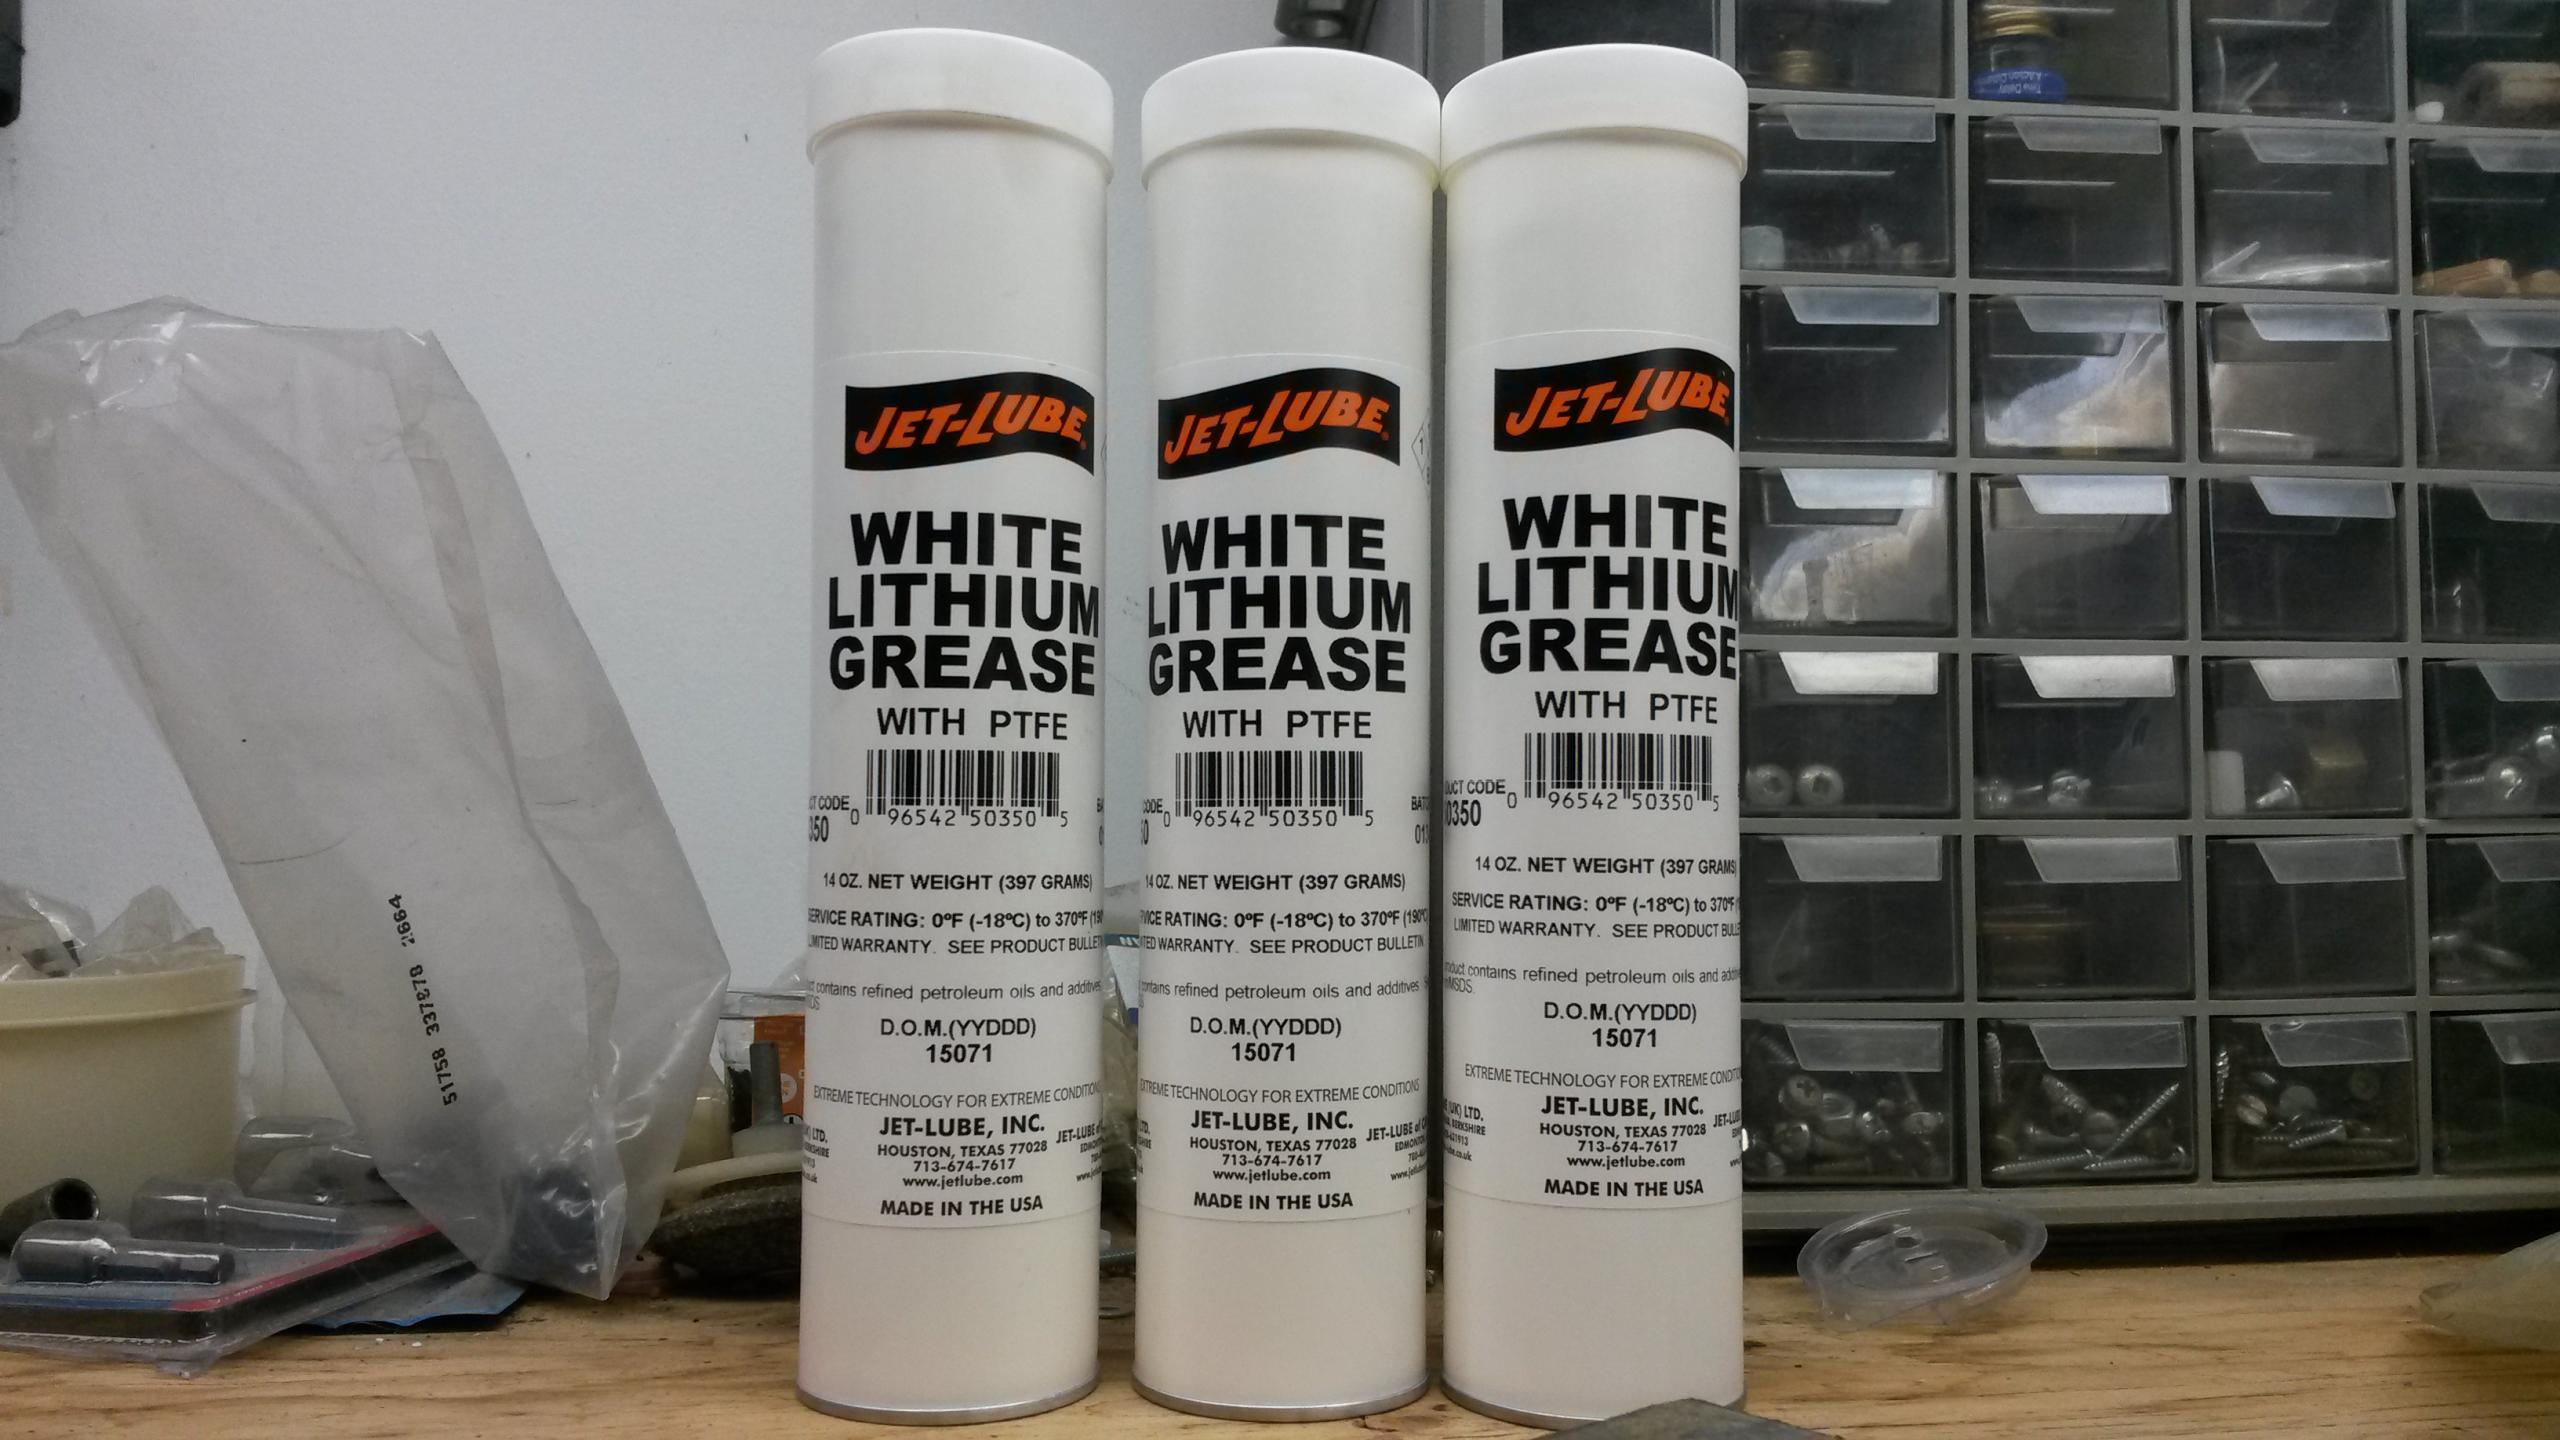 JET-LUBE
WHITE
LITHIUM
GREASE
WITH PTFE
CODE
0 96542 50350 5
14 OZ. NET WEIGHT (397 GRAMS)
SERVICE RATING: 0ºF (-18ºC) to 370ºF
LIMITED WARRANTY. SEE PRODUCT
contains refined petroleum oils and additives
D.O.M.(YYDDD)
15071
EXTREME TECHNOLOGY FOR EXTREME CONDITIONS
JET-LUBE, INC.
HOUSTON, TEXAS 77028
713-674-7617
www.jetlube.com
MADE IN THE USA
JET-LUBE
WHITE
LITHIUM
GREASE
WITH PTFE
0 96542 50350 5
14 OZ. NET WEIGHT (397 GRAMS)
RATING: 0ºF (-18ºC) to 370ºF
WARRANTY. SEE PRODUCT BULLETIN
contains refined petroleum oils and additives
D.O.M.(YYDDD)
15071
EXTREME TECHNOLOGY FOR EXTREME CONDITIONS
JET-LUBE, INC.
HOUSTON, TEXAS 77028
713-674-7617
www.jetlube.com
MADE IN THE USA
JET-LUBE
WHITE
LITHIUM
GREASE
WITH PTFE
CODE
0 96542 50350 5
14 OZ. NET WEIGHT (397 GRAMS
SERVICE RATING: 0ºF (-18ºC) to 370ºF
LIMITED WARRANTY. SEE PRODUCT
contains refined petroleum oils and
D.O.M.(YYDDD)
15071
EXTREME TECHNOLOGY FOR EXTREME
JET-LUBE, INC.
HOUSTON, TEXAS 77028
713-674-7617
www.jetlube.com
MADE IN THE USA